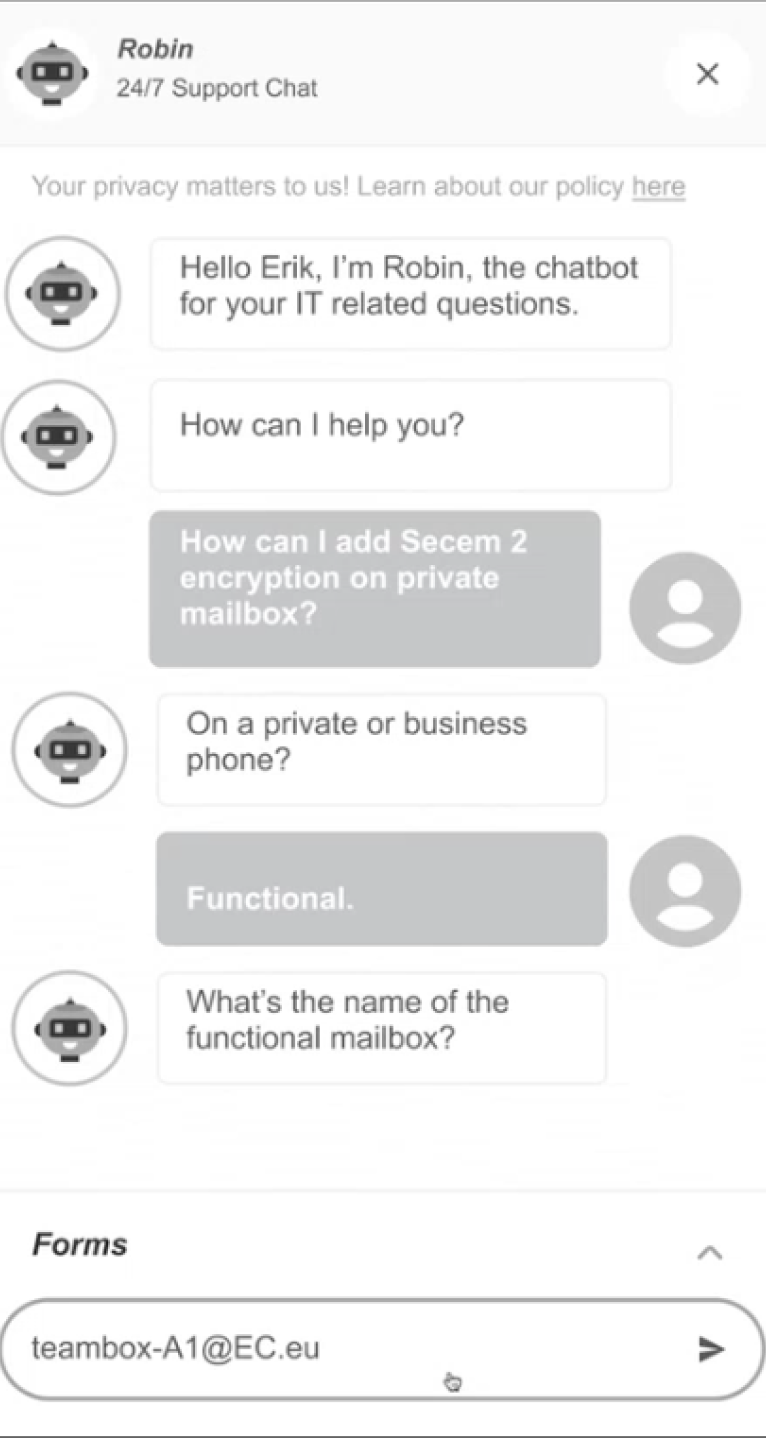 Robin
24/7 Support Chat
Your privacy matters to us! Learn about our policy here
Hello Erik, I'm Robin, the chatbot
for your IT related questions.
How can I help you?
How can I add Secem 2
encryption on private
mailbox?
On a private or business
phone?
Functional.
What's the name of the
functional mailbox?
Forms
teambox-A1@EC.eu